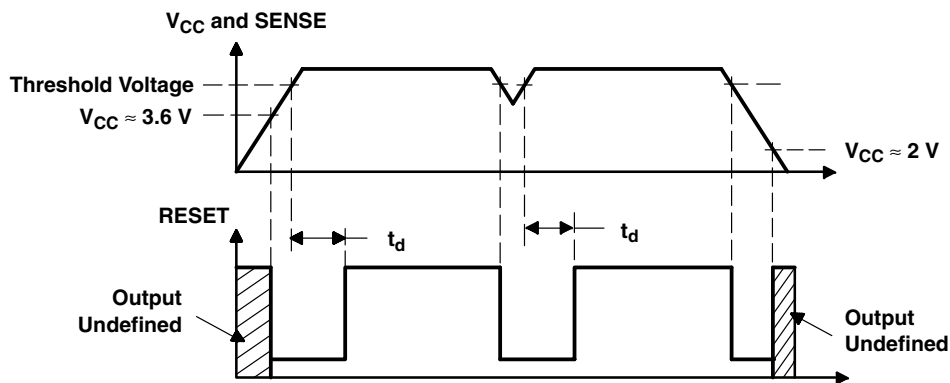 V_CC and SENSE
Threshold Voltage
V_CC ≈ 3.6 V
V_CC ≈ 2 V
RESET
t_d
t_d
Output
Undefined
Output
Undefined